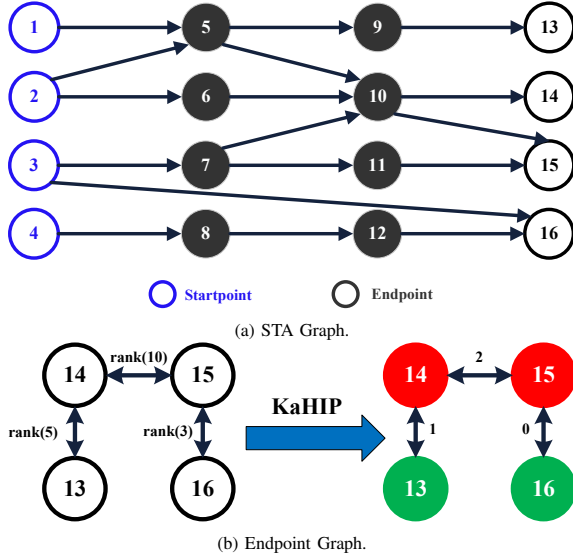 1 5 9 13
2 6 10 14
3 7 11 15
4 8 12 16
Startpoint Endpoint
(a) STA Graph.
rank(10) 2
14 15 KaHIP 14 15
rank(5) rank(3) 1 0
13 16 13 16
(b) Endpoint Graph.